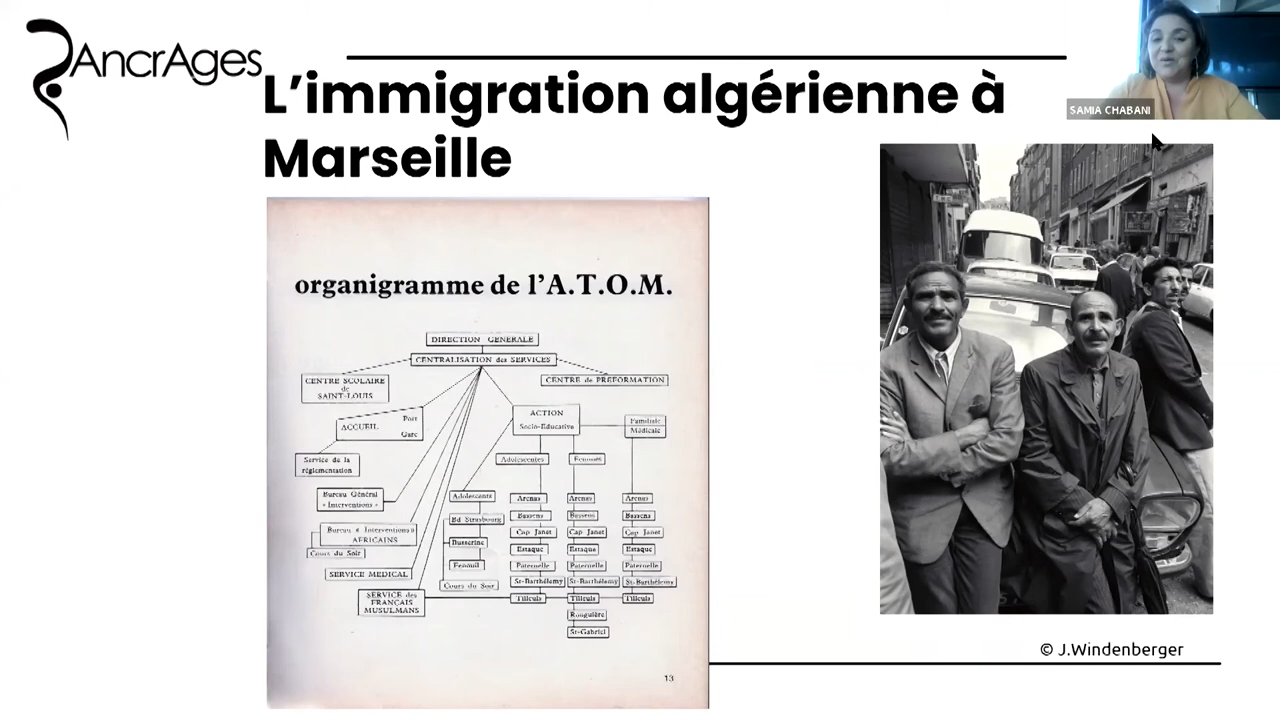 AncrAges
L’immigration algérienne à
Marseille
SAMIA CHABANI
organigramme de l’A.T.O.M.
DIRECTION GENERALE
CENTRALISATION des SERVICES
CENTRE SCOLAIRE
de
SAINT-LOUIS
CENTRE de PREFORMATION
ACCUEIL
Port
Gare
ACTION
Socio-Educative
Familiale
Médicale
Service de la
réglementation
Adolescentes
Femmes
Bureau Général
« Interventions »
Bureau « Interventions »
AFRICAINS
Cours du Soir
SERVICE MEDICAL
SERVICE des
FRANÇAIS
MUSULMANS
Adolescents
Bd Strasbourg
Busserine
Fenouil
Cours du Soir
Arenas
Bassens
Cap Janet
Estaque
Paternelle
St-Barthélemy
Tilleuls
Arenas
Bassens
Cap Janet
Estaque
Paternelle
St-Barthélemy
Tilleuls
Rouguière
St-Gabriel
Arenas
Bassens
Cap Janet
Estaque
Paternelle
St-Barthélemy
Tilleuls
13
© J.Windenberger